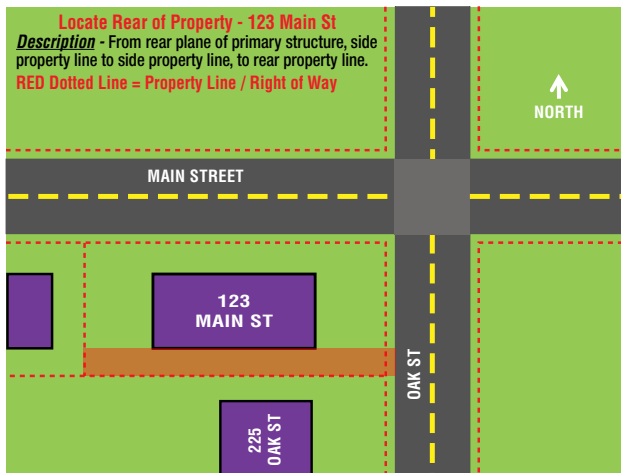 Locate Rear of Property - 123 Main St
Description - From rear plane of primary structure, side
property line to side property line, to rear property line.
RED Dotted Line = Property Line / Right of Way
NORTH
MAIN STREET
123
MAIN ST
OAK ST
225
OAK ST